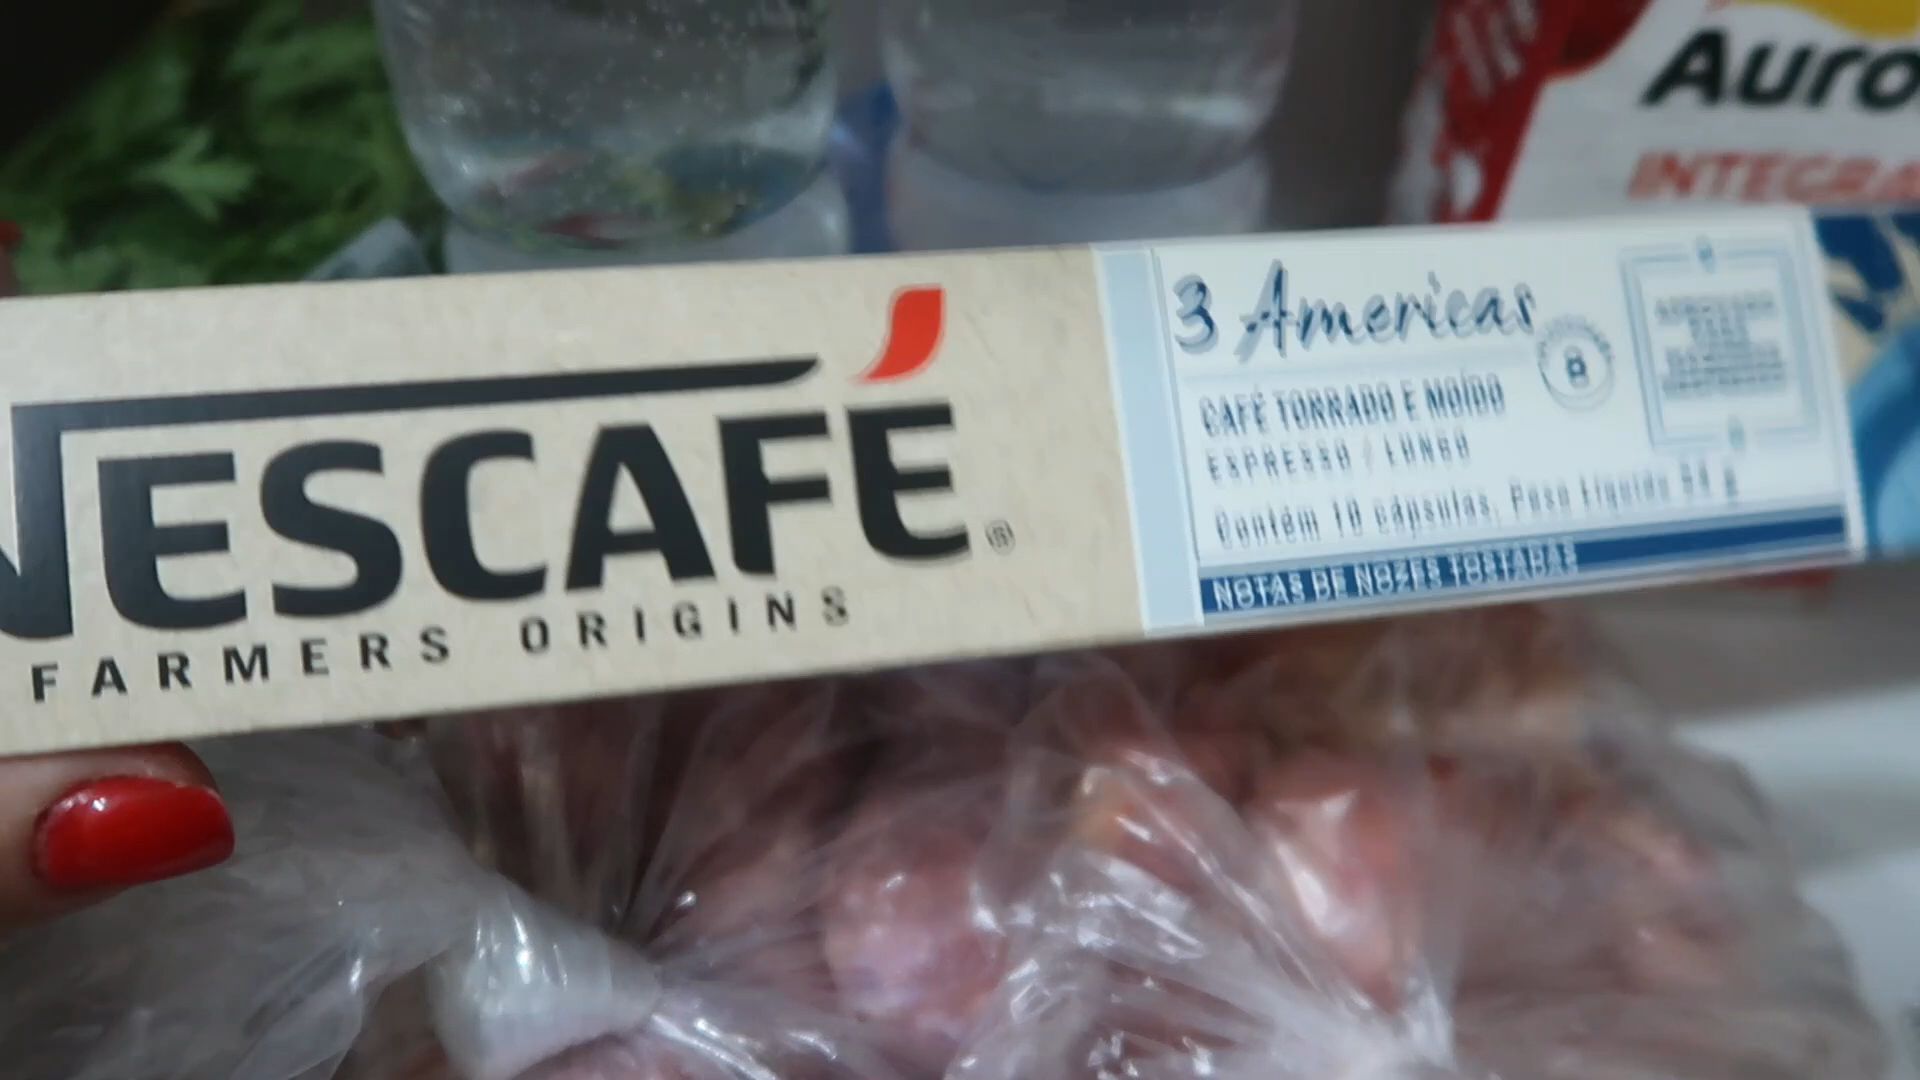 Auro
INTEGRA
NESCAFÉ
®
FARMERS ORIGINS
3 Americas
8
CAFÉ TORRADO E MOÍDO
ESPRESSO / LUNGO
Contém 10 cápsulas. Peso líquido
NOTAS DE NOZES TOSTADAS